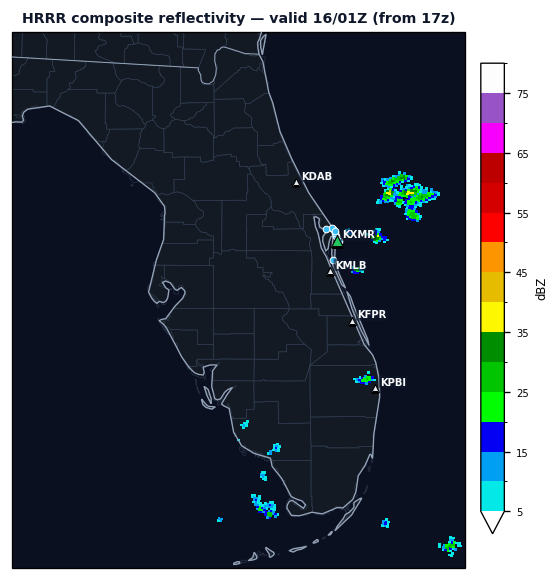 HRRR composite reflectivity — valid 16/01Z (from 17z)
KDAB
KXMR
KMLB
KFPR
KPBI
75
65
55
45
35
25
15
5
dBZ